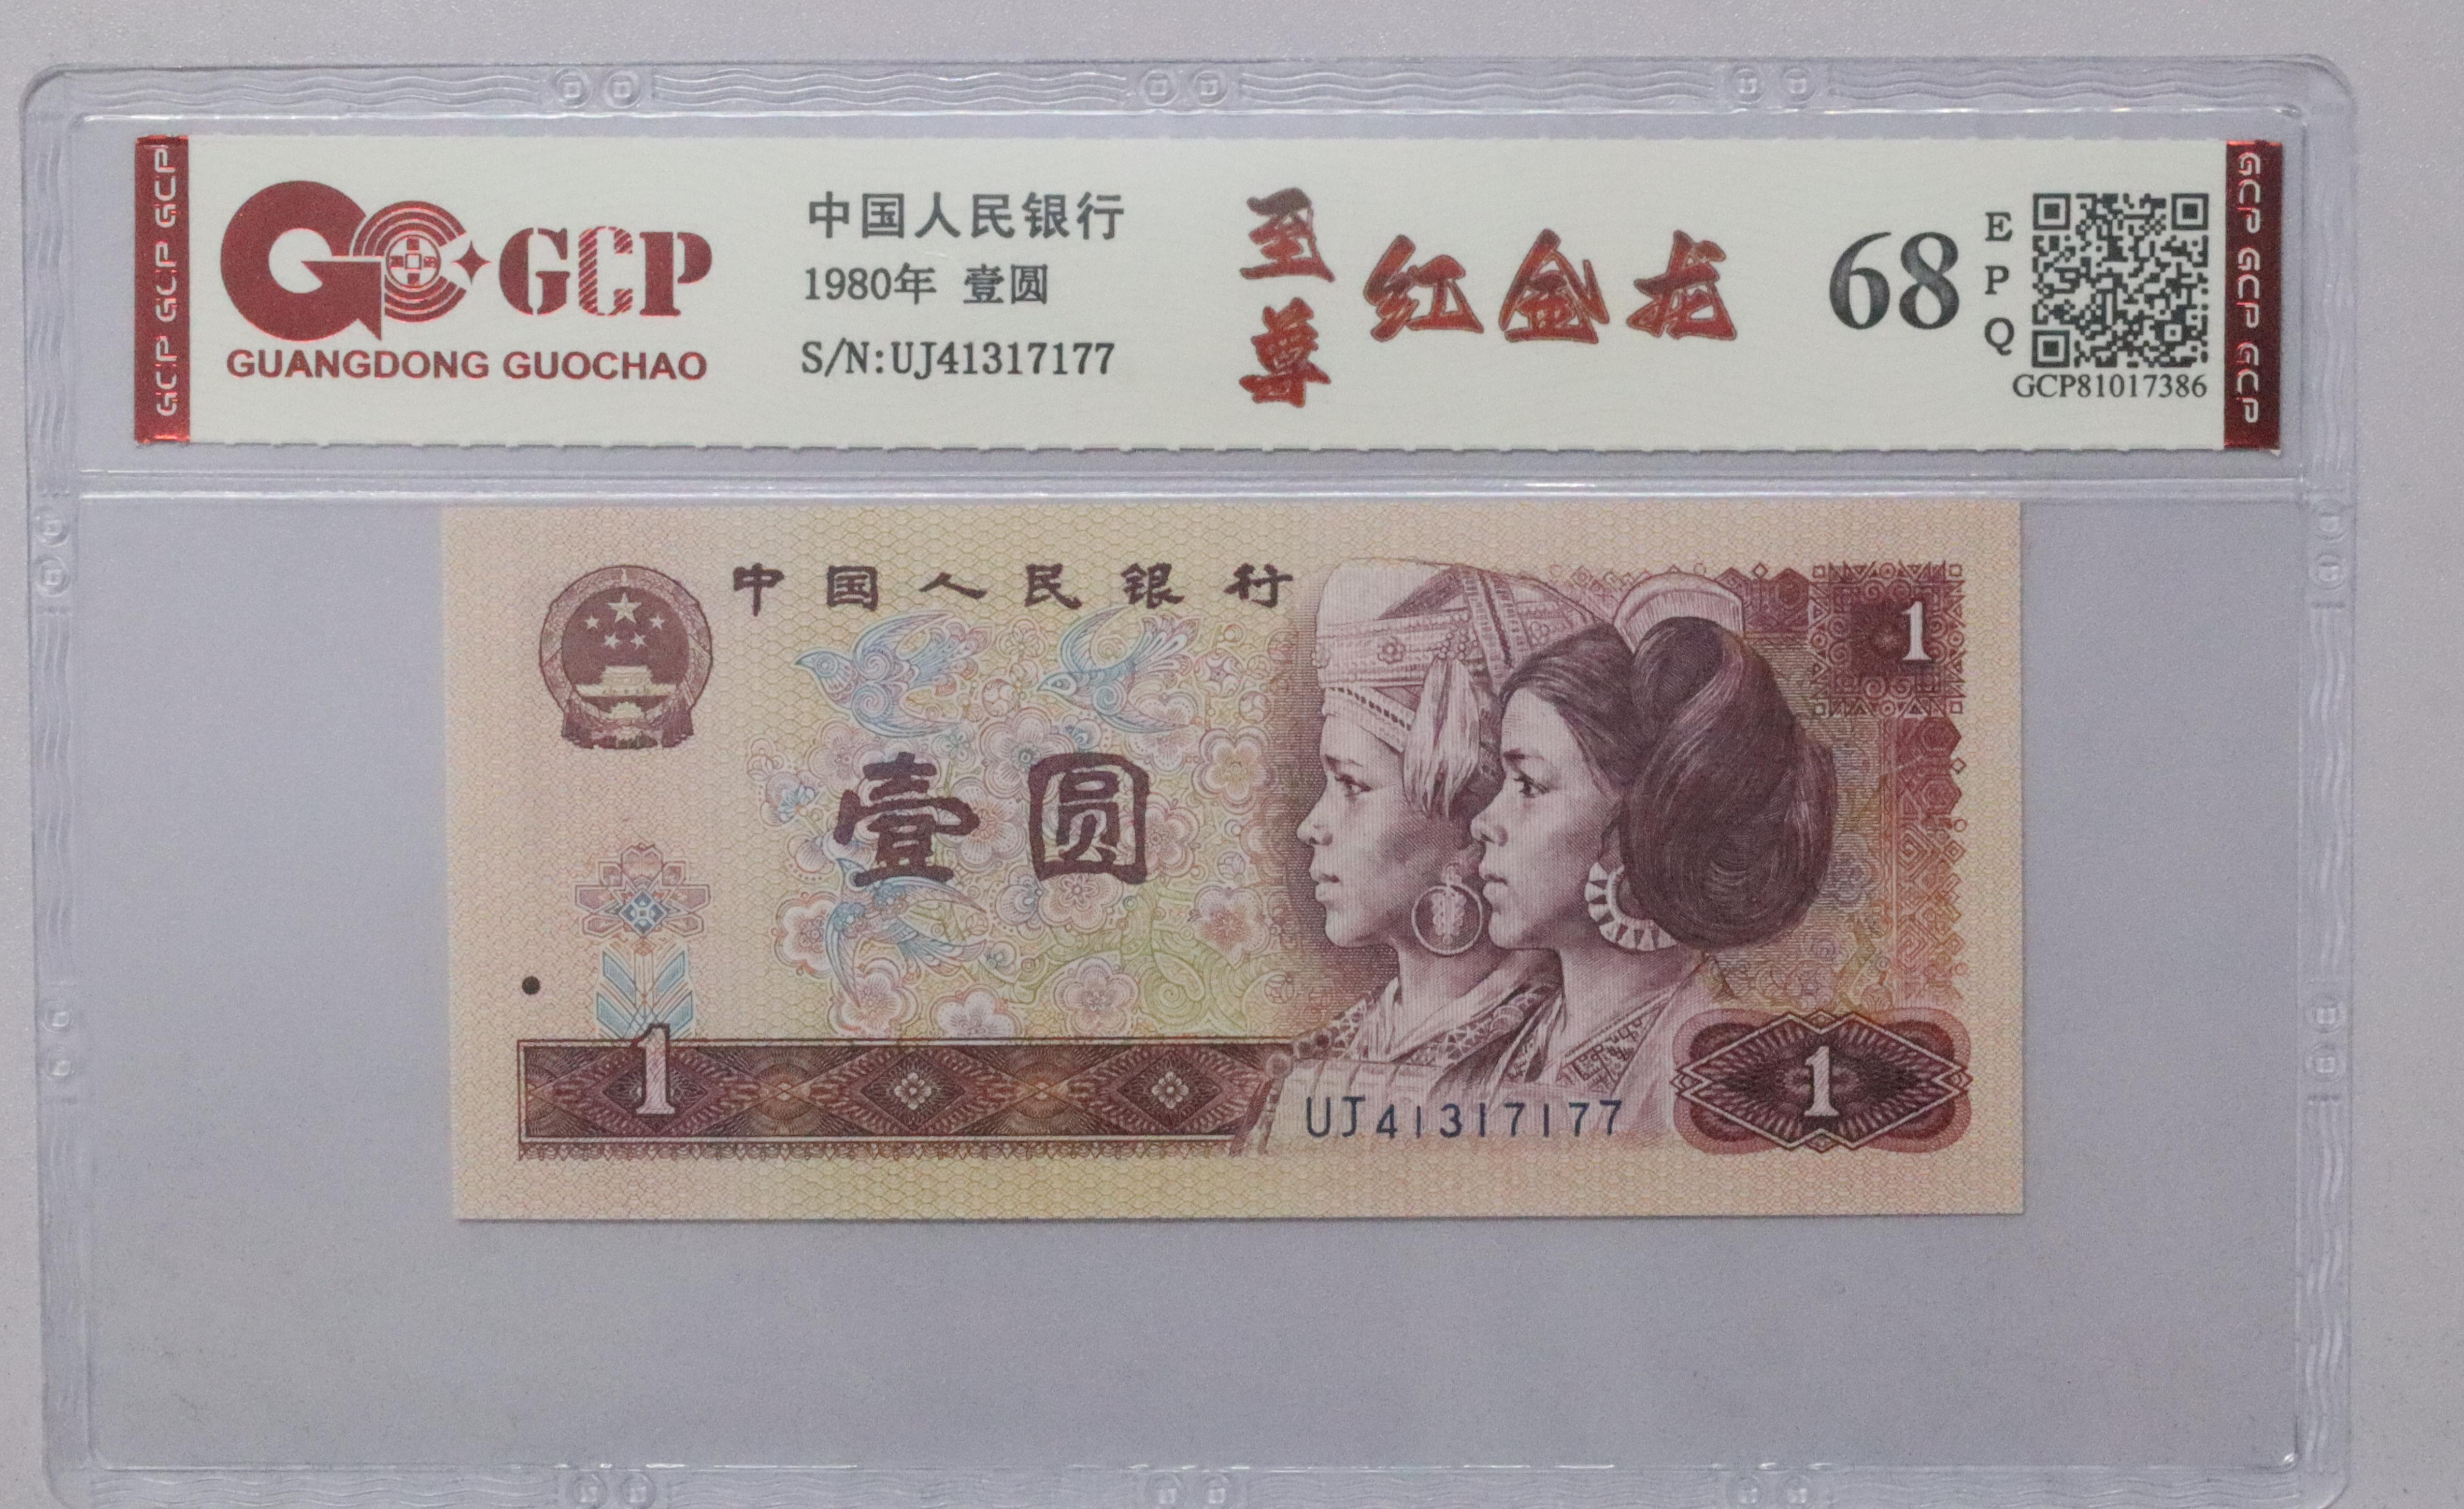 GCP GCP GCP
GCP
GUANGDONG GUOCHAO
中国人民银行
1980年 壹圆
S/N:UJ41317177
至尊
红金龙
68
EPQ
GCP81017386
GCP GCP GCP
中国人民银行
1
壹圆
1
UJ41317177
1